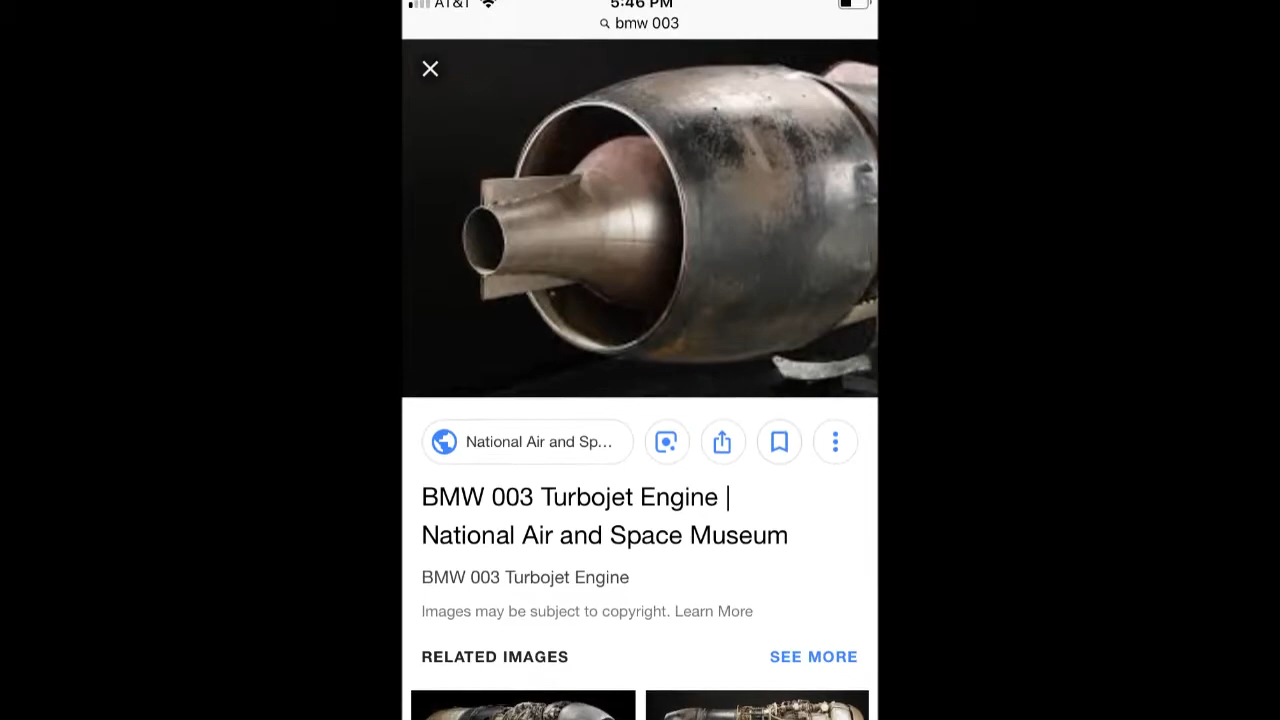 AT&T 5:46 PM
bmw 003
National Air and Sp...
BMW 003 Turbojet Engine |
National Air and Space Museum
BMW 003 Turbojet Engine
Images may be subject to copyright. Learn More
RELATED IMAGES SEE MORE